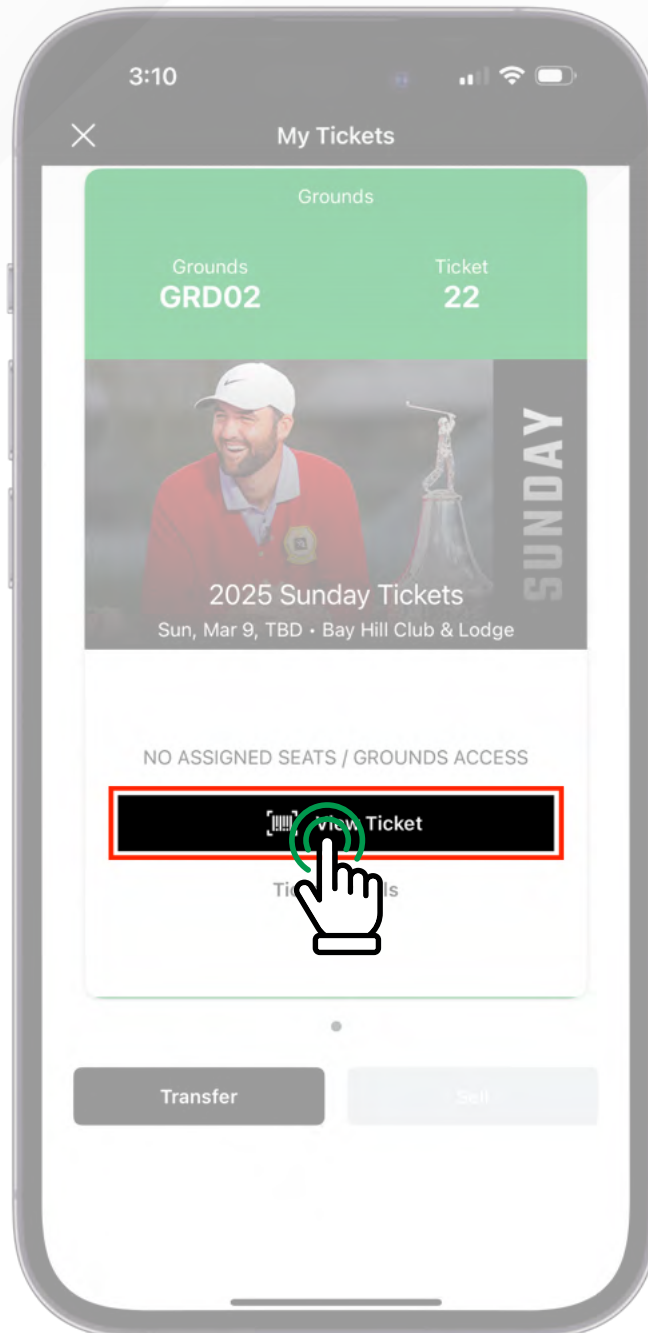 3:10
My Tickets
Grounds
Grounds Ticket
GRD02 22
SUNDAY
2025 Sunday Tickets
Sun, Mar 9, TBD • Bay Hill Club & Lodge
NO ASSIGNED SEATS / GROUNDS ACCESS
View Ticket
Transfer Sell